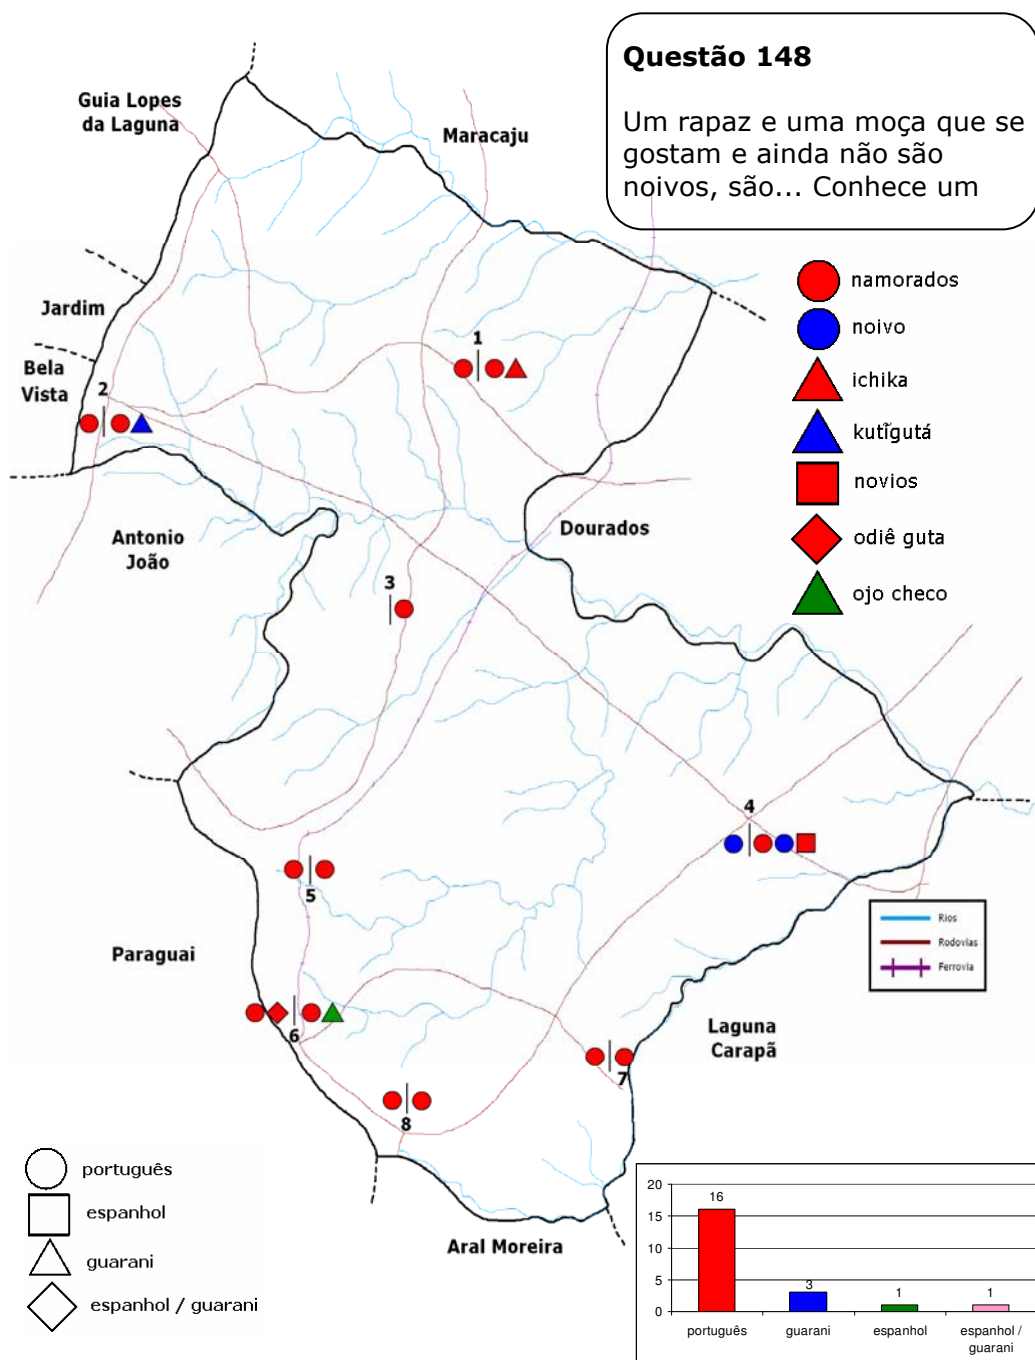 Questão 148
Um rapaz e uma moça que se
gostam e ainda não são
noivos, são... Conhece um
Guia Lopes
da Laguna
Maracaju
Jardim
Bela
Vista
Antonio
João
Dourados
Paraguai
Laguna
Carapã
Aral Moreira
1
2
3
4
5
6
7
8
namorados
noivo
ichika
kutĩgutá
novios
odiê guta
ojo checo
Rios
Rodovias
Ferrovia
português
espanhol
guarani
espanhol / guarani
20
15
10
5
0
16
3
1
1
português
guarani
espanhol
espanhol /
guarani